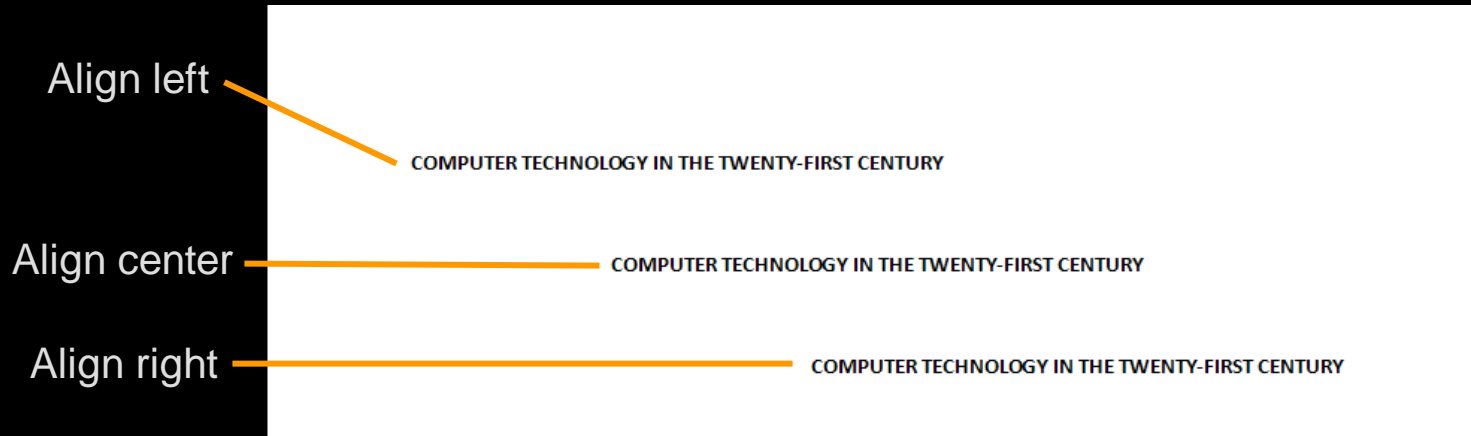 Align left
COMPUTER TECHNOLOGY IN THE TWENTY-FIRST CENTURY
Align center
COMPUTER TECHNOLOGY IN THE TWENTY-FIRST CENTURY
Align right
COMPUTER TECHNOLOGY IN THE TWENTY-FIRST CENTURY